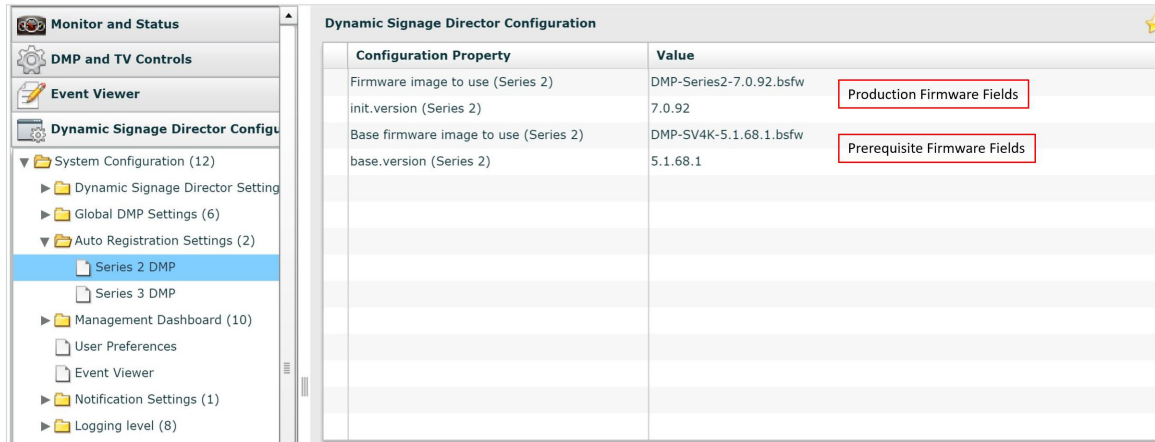 Monitor and Status
DMP and TV Controls
Event Viewer
Dynamic Signage Director Configu
System Configuration (12)
Dynamic Signage Director Setting
Global DMP Settings (6)
Auto Registration Settings (2)
Series 2 DMP
Series 3 DMP
Management Dashboard (10)
User Preferences
Event Viewer
Notification Settings (1)
Logging level (8)
Dynamic Signage Director Configuration
Configuration Property Value
Firmware image to use (Series 2) DMP-Series2-7.0.92.bsfw
Production Firmware Fields
init.version (Series 2) 7.0.92
Base firmware image to use (Series 2) DMP-SV4K-5.1.68.1.bsfw
Prerequisite Firmware Fields
base.version (Series 2) 5.1.68.1